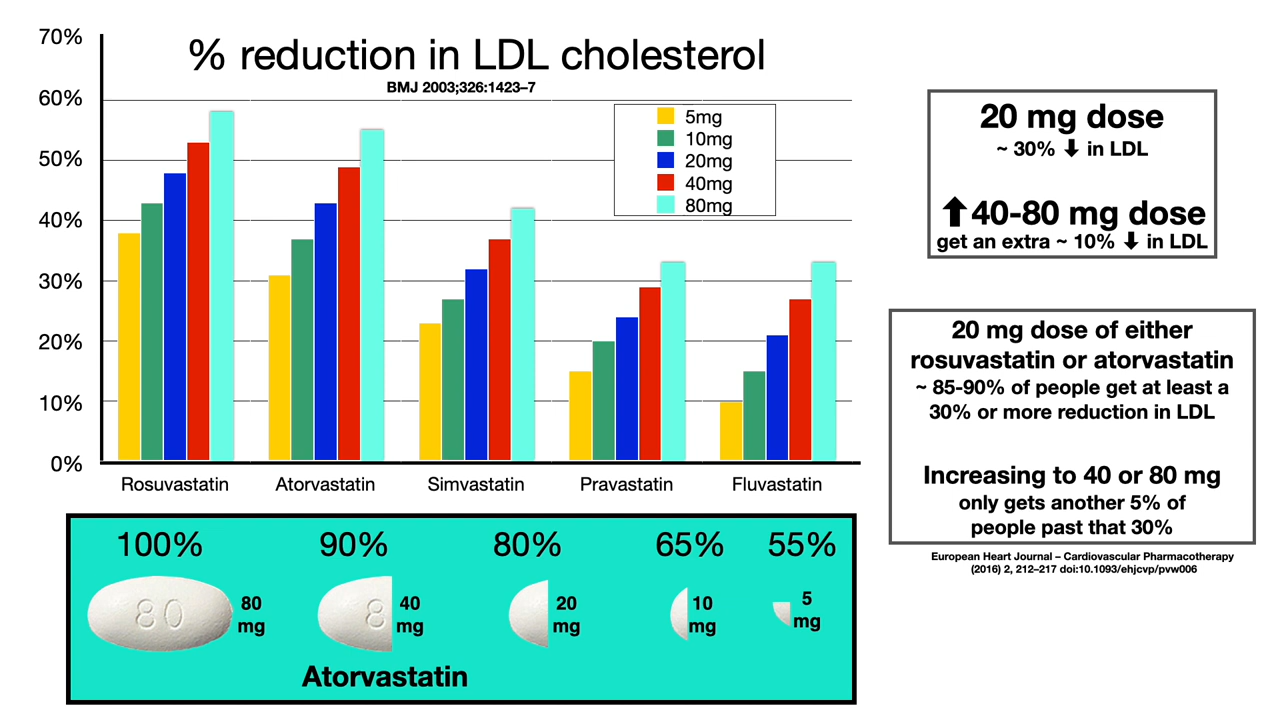 % reduction in LDL cholesterol
BMJ 2003;326:1423–7
70%
60%
50%
40%
30%
20%
10%
0%
5mg
10mg
20mg
40mg
80mg
Rosuvastatin
Atorvastatin
Simvastatin
Pravastatin
Fluvastatin
20 mg dose
~ 30% ⬇ in LDL
⬆40-80 mg dose
get an extra ~ 10% ⬇ in LDL
20 mg dose of either
rosuvastatin or atorvastatin
~ 85-90% of people get at least a
30% or more reduction in LDL
Increasing to 40 or 80 mg
only gets another 5% of
people past that 30%
European Heart Journal – Cardiovascular Pharmacotherapy
(2016) 2, 212–217 doi:10.1093/ehjcvp/pvw006
100%
90%
80%
65%
55%
80
80
mg
8
40
mg
20
mg
10
mg
5
mg
Atorvastatin